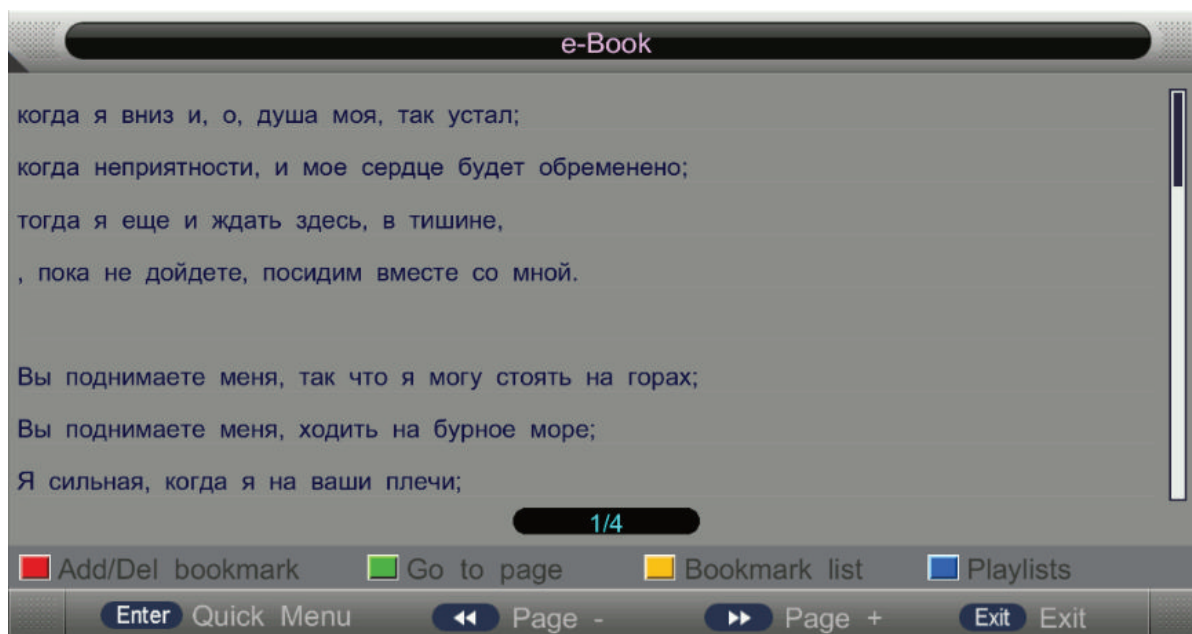 e-Book
когда я вниз и, о, душа моя, так устал;
когда неприятности, и мое сердце будет обременено;
тогда я еще и ждать здесь, в тишине,
, пока не дойдете, посидим вместе со мной.
Вы поднимаете меня, так что я могу стоять на горах;
Вы поднимаете меня, ходить на бурное море;
Я сильная, когда я на ваши плечи;
1/4
Add/Del bookmark Go to page Bookmark list Playlists
Enter Quick Menu Page - Page + Exit Exit